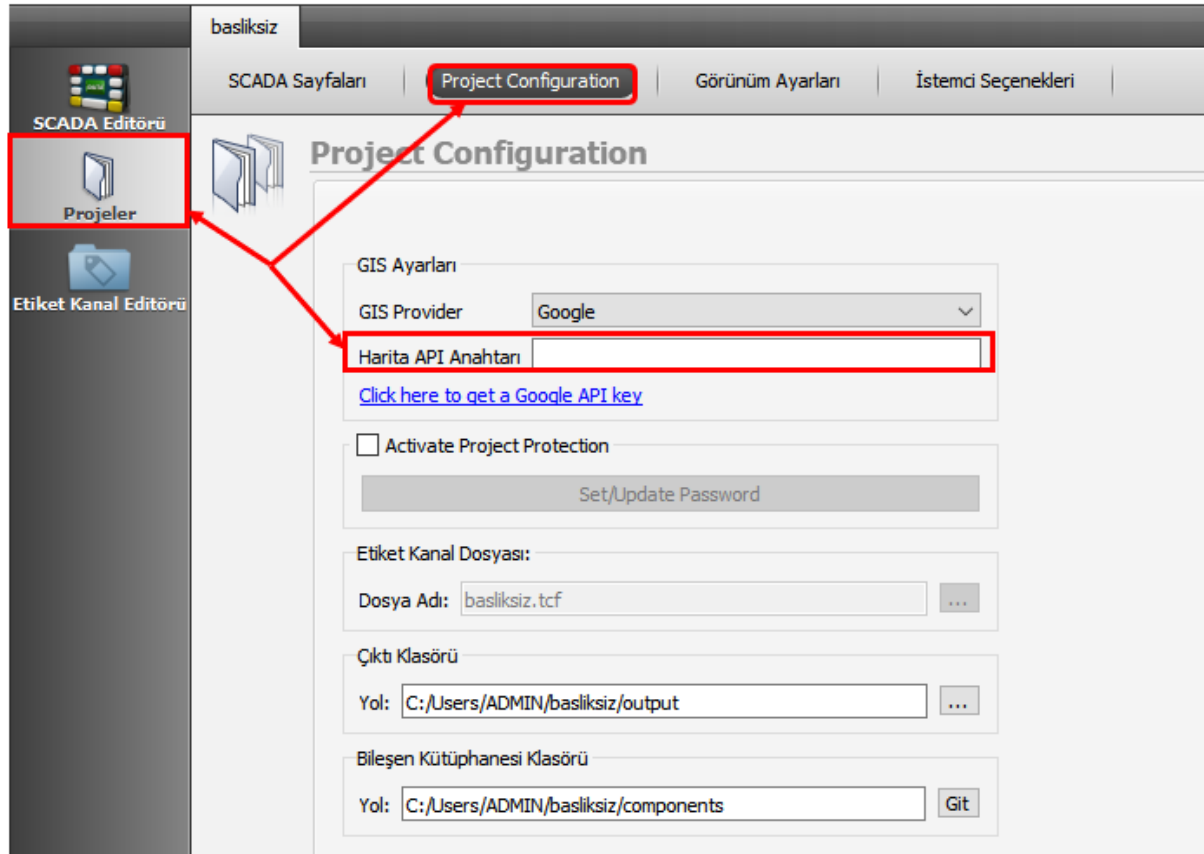 basliksiz
SCADA Sayfaları
Project Configuration
Görünüm Ayarları
İstemci Seçenekleri
SCADA Editörü
Projeler
Etiket Kanal Editörü
Project Configuration
GIS Ayarları
GIS Provider
Google
Harita API Anahtarı
Click here to get a Google API key
Activate Project Protection
Set/Update Password
Etiket Kanal Dosyası:
Dosya Adı: basliksiz.tcf ...
Çıktı Klasörü
Yol: C:/Users/ADMIN/basliksiz/output ...
Bileşen Kütüphanesi Klasörü
Yol: C:/Users/ADMIN/basliksiz/components Git